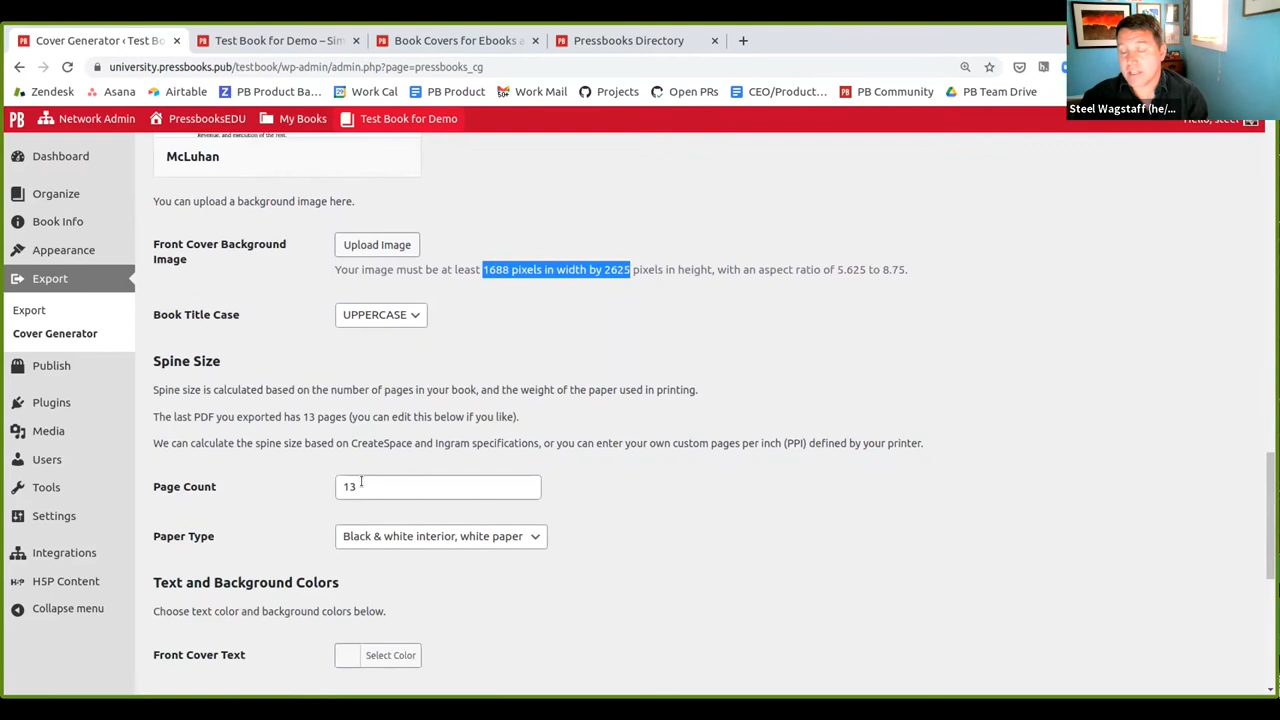 Cover Generator ‹ Test Bo
Test Book for Demo – Sim
Book Covers for Ebooks a
Pressbooks Directory
university.pressbooks.pub/testbook/wp-admin/admin.php?page=pressbooks_cg
Zendesk
Asana
Airtable
PB Product Ba...
Work Cal
PB Product
Work Mail
Projects
Open PRs
CEO/Product...
PB Community
PB Team Drive
Steel Wagstaff (he/...
PB
Network Admin
PressbooksEDU
My Books
Test Book for Demo
Dashboard
Organize
Book Info
Appearance
Export
Export
Cover Generator
Publish
Plugins
Media
Users
Tools
Settings
Integrations
H5P Content
Collapse menu
Revenue, and execution of the rest.
McLuhan
You can upload a background image here.
Front Cover Background
Image
Upload Image
Your image must be at least 1688 pixels in width by 2625 pixels in height, with an aspect ratio of 5.625 to 8.75.
Book Title Case
UPPERCASE
Spine Size
Spine size is calculated based on the number of pages in your book, and the weight of the paper used in printing.
The last PDF you exported has 13 pages (you can edit this below if you like).
We can calculate the spine size based on CreateSpace and Ingram specifications, or you can enter your own custom pages per inch (PPI) defined by your printer.
Page Count
13
Paper Type
Black & white interior, white paper
Text and Background Colors
Choose text color and background colors below.
Front Cover Text
Select Color